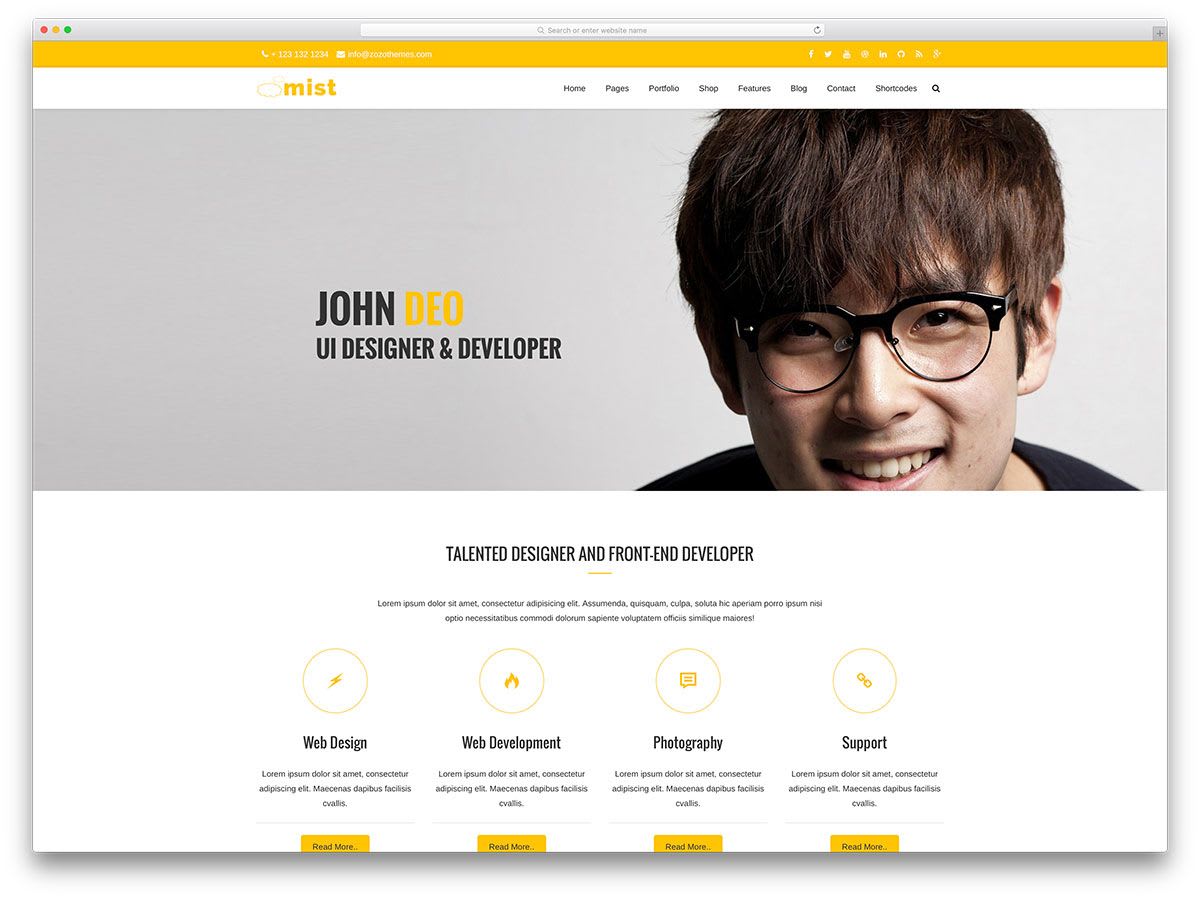 Search or enter website name
+ 123 132 1234 info@zozothemes.com
mist
Home Pages Portfolio Shop Features Blog Contact Shortcodes
JOHN DEO
UI DESIGNER & DEVELOPER
TALENTED DESIGNER AND FRONT-END DEVELOPER
Lorem ipsum dolor sit amet, consectetur adipisicing elit. Assumenda, quisquam, culpa, soluta hic aperiam porro ipsum nisi
optio necessitatibus commodi dolorum sapiente voluptatem officiis similique maiores!
Web Design
Lorem ipsum dolor sit amet, consectetur
adipiscing elit. Maecenas dapibus facilisis
cvallis.
Read More..
Web Development
Lorem ipsum dolor sit amet, consectetur
adipiscing elit. Maecenas dapibus facilisis
cvallis.
Read More..
Photography
Lorem ipsum dolor sit amet, consectetur
adipiscing elit. Maecenas dapibus facilisis
cvallis.
Read More..
Support
Lorem ipsum dolor sit amet, consectetur
adipiscing elit. Maecenas dapibus facilisis
cvallis.
Read More..